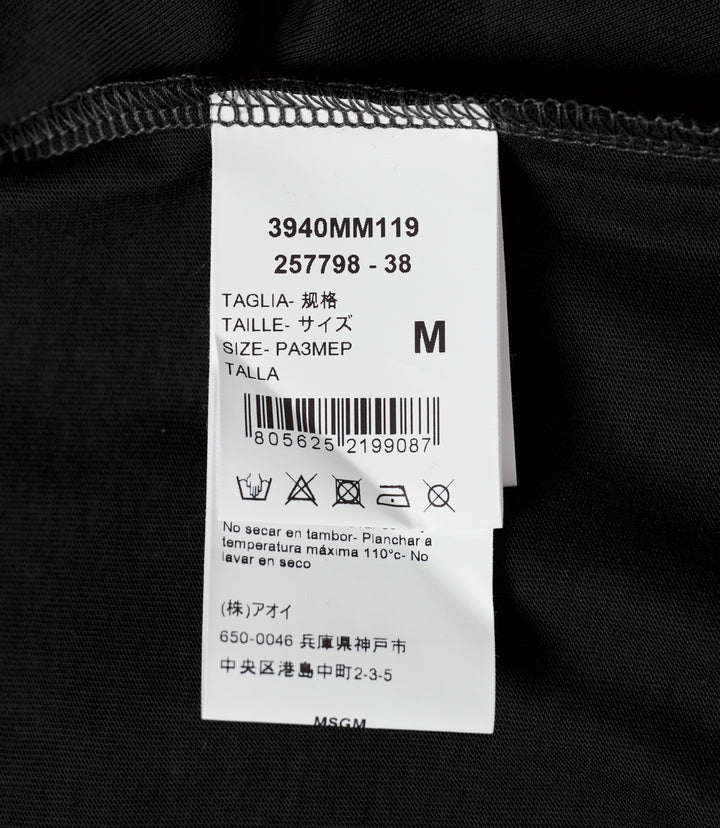 3940MM119
257798 - 38
TAGLIA- 规格
TAILLE- サイズ
SIZE- PA3MEP
TALLA
M
805625 2199087
No secar en tambor- Planchar a
temperatura máxima 110°c- No
lavar en seco
(株)アオイ
650-0046 兵庫県神戸市
中央区港島中町2-3-5
MSGM